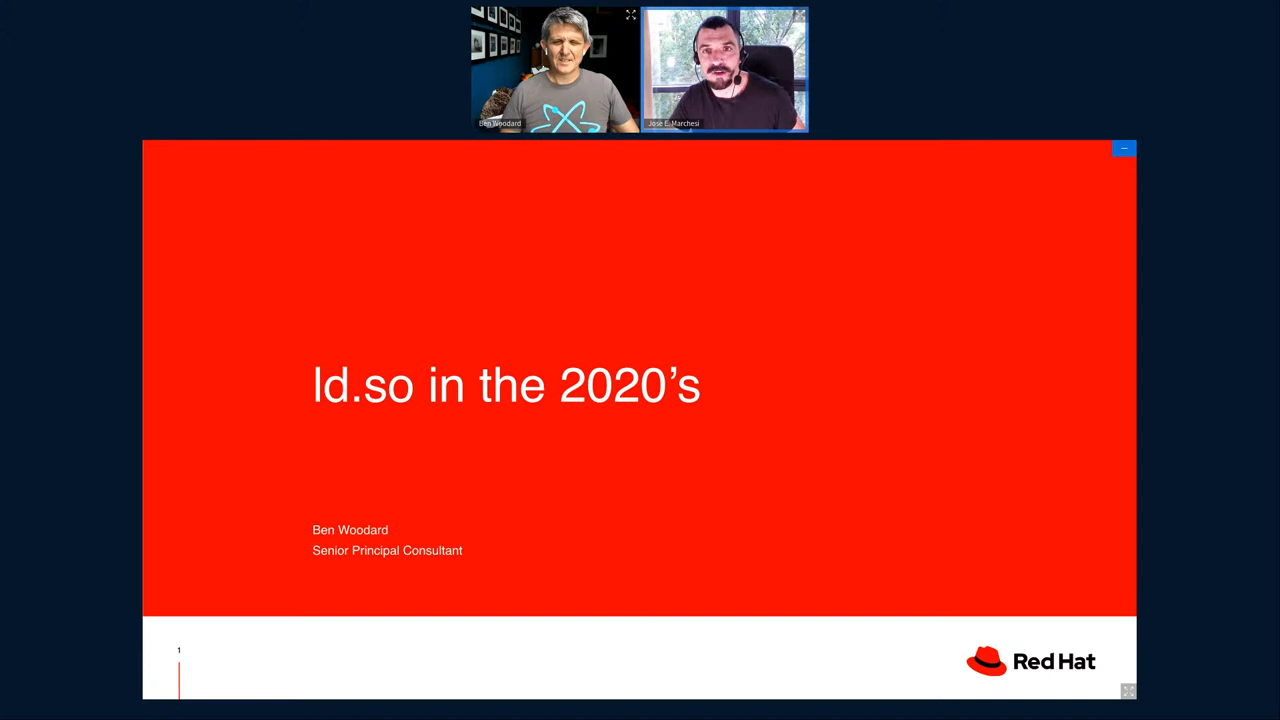 Ben Woodard
Jose E. Marchesi
ld.so in the 2020’s
Ben Woodard
Senior Principal Consultant
1
Red Hat